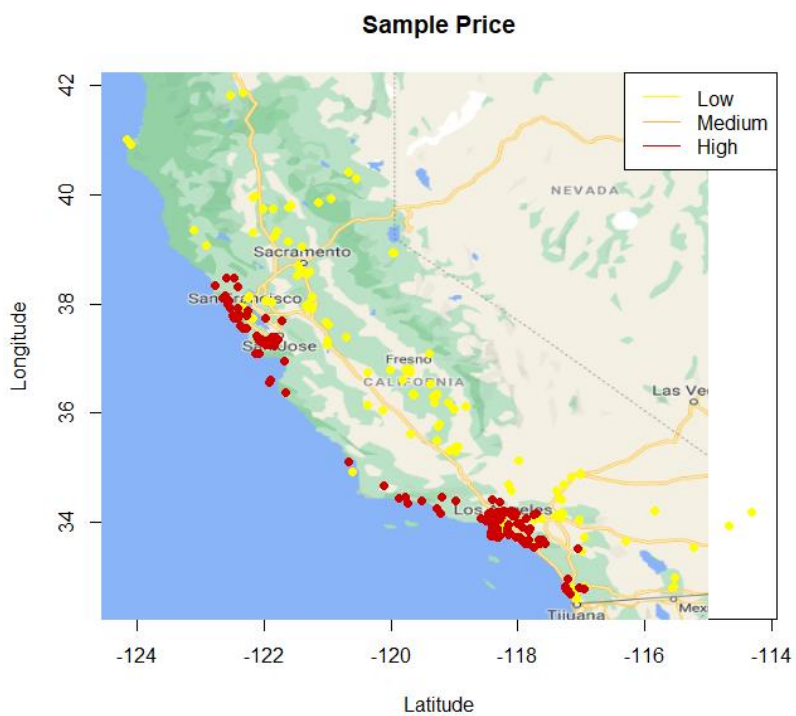 Sample Price
Low
Medium
High
NEVADA
Sacramento
San Francisco
San Jose
Fresno
CALIFORNIA
Las Ve
Los Angeles
Tijuana
Mex
42
40
38
36
34
Longitude
-124
-122
-120
-118
-116
-114
Latitude